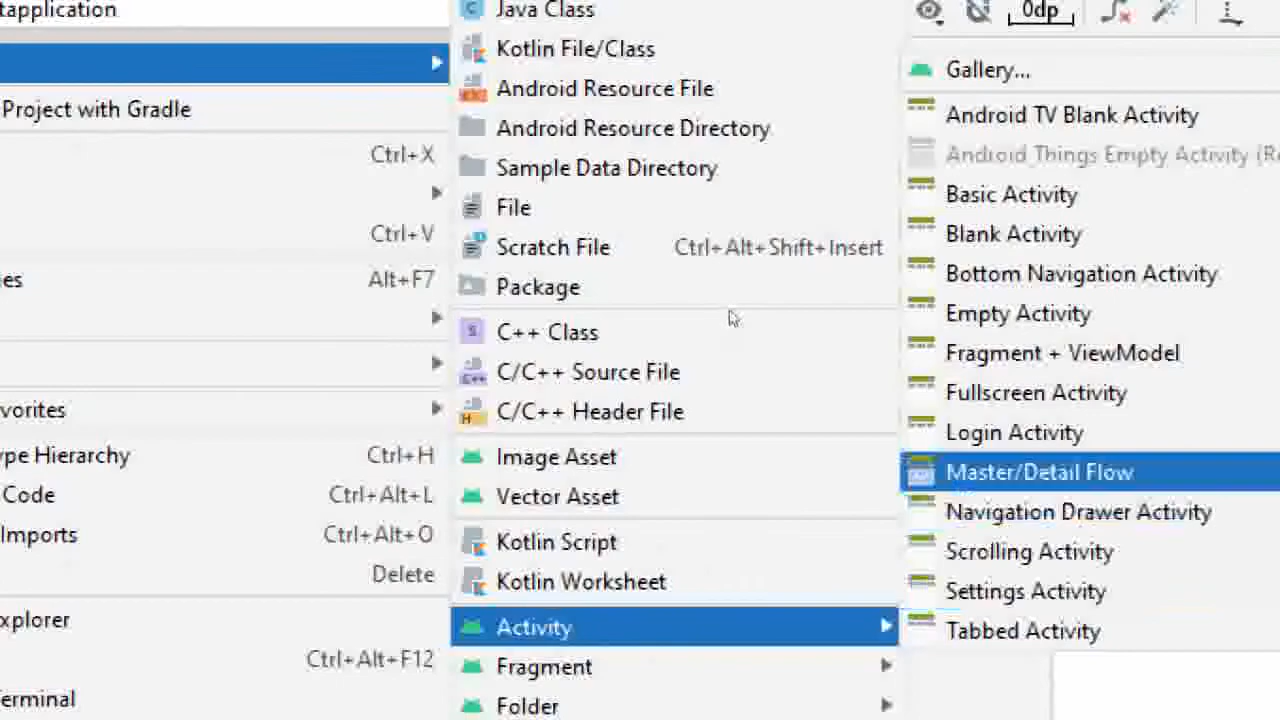 tapplication
Project with Gradle
Ctrl+X
Ctrl+V
es Alt+F7
vorites
ype Hierarchy Ctrl+H
Code Ctrl+Alt+L
Imports Ctrl+Alt+O
Delete
xplorer
Ctrl+Alt+F12
erminal
Java Class
Kotlin File/Class
Android Resource File
Android Resource Directory
Sample Data Directory
File
Scratch File Ctrl+Alt+Shift+Insert
Package
C++ Class
C/C++ Source File
C/C++ Header File
Image Asset
Vector Asset
Kotlin Script
Kotlin Worksheet
Activity
Fragment
Folder
0dp
Gallery...
Android TV Blank Activity
Android Things Empty Activity (Re
Basic Activity
Blank Activity
Bottom Navigation Activity
Empty Activity
Fragment + ViewModel
Fullscreen Activity
Login Activity
Master/Detail Flow
Navigation Drawer Activity
Scrolling Activity
Settings Activity
Tabbed Activity